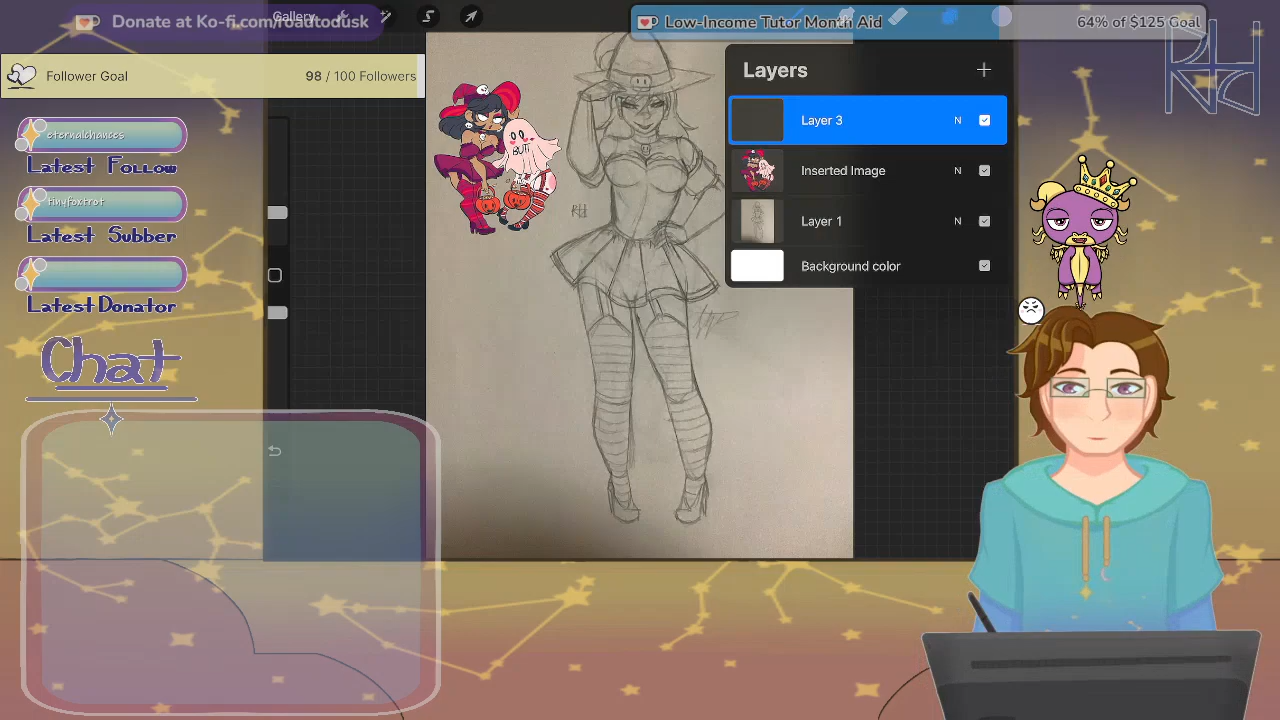 Donate at Ko-fi.com/roadtodusk
Gallery
Low-Income Tutor Month Aid
64% of $125 Goal
Follower Goal
98 / 100 Followers
eternalchances
Latest Follow
tinyfoxtrot
Latest Subber
Latest Donator
Chat
Layers
Layer 3
N
Inserted Image
N
Layer 1
N
Background color
BUTT
RH